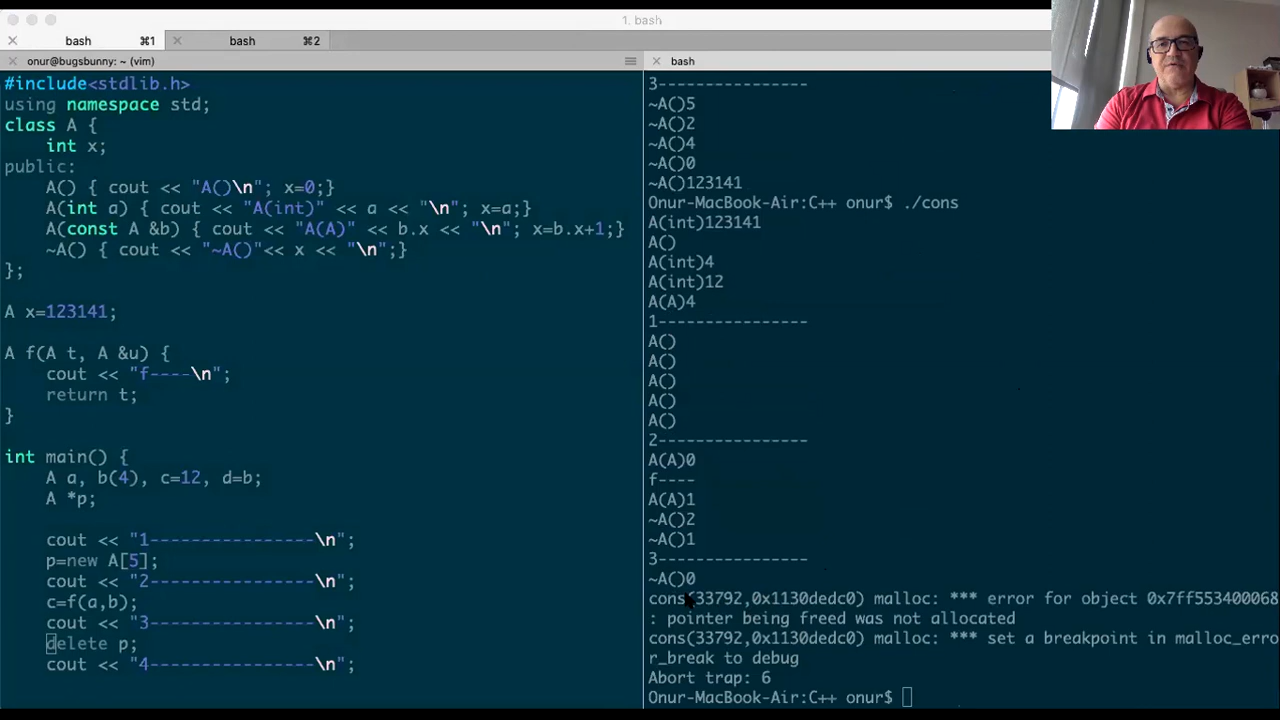 1. bash
bash ⌘1 bash ⌘2
onur@bugsbunny: ~ (vim)
#include<stdlib.h>
using namespace std;
class A {
int x;
public:
A() { cout << "A()\n"; x=0;}
A(int a) { cout << "A(int)" << a << "\n"; x=a;}
A(const A &b) { cout << "A(A)" << b.x << "\n"; x=b.x+1;}
~A() { cout << "~A()"<< x << "\n";}
};
A x=123141;
A f(A t, A &u) {
cout << "f----\n";
return t;
}
int main() {
A a, b(4), c=12, d=b;
A *p;
cout << "1----------------\n";
p=new A[5];
cout << "2----------------\n";
c=f(a,b);
cout << "3----------------\n";
delete p;
cout << "4----------------\n";
bash
3----------------
~A()5
~A()2
~A()4
~A()0
~A()123141
Onur-MacBook-Air:C++ onur$ ./cons
A(int)123141
A()
A(int)4
A(int)12
A(A)4
1----------------
A()
A()
A()
A()
A()
2----------------
A(A)0
f----
A(A)1
~A()2
~A()1
3----------------
~A()0
cons(33792,0x1130dedc0) malloc: *** error for object 0x7ff553400068
: pointer being freed was not allocated
cons(33792,0x1130dedc0) malloc: *** set a breakpoint in malloc_erro
r_break to debug
Abort trap: 6
Onur-MacBook-Air:C++ onur$